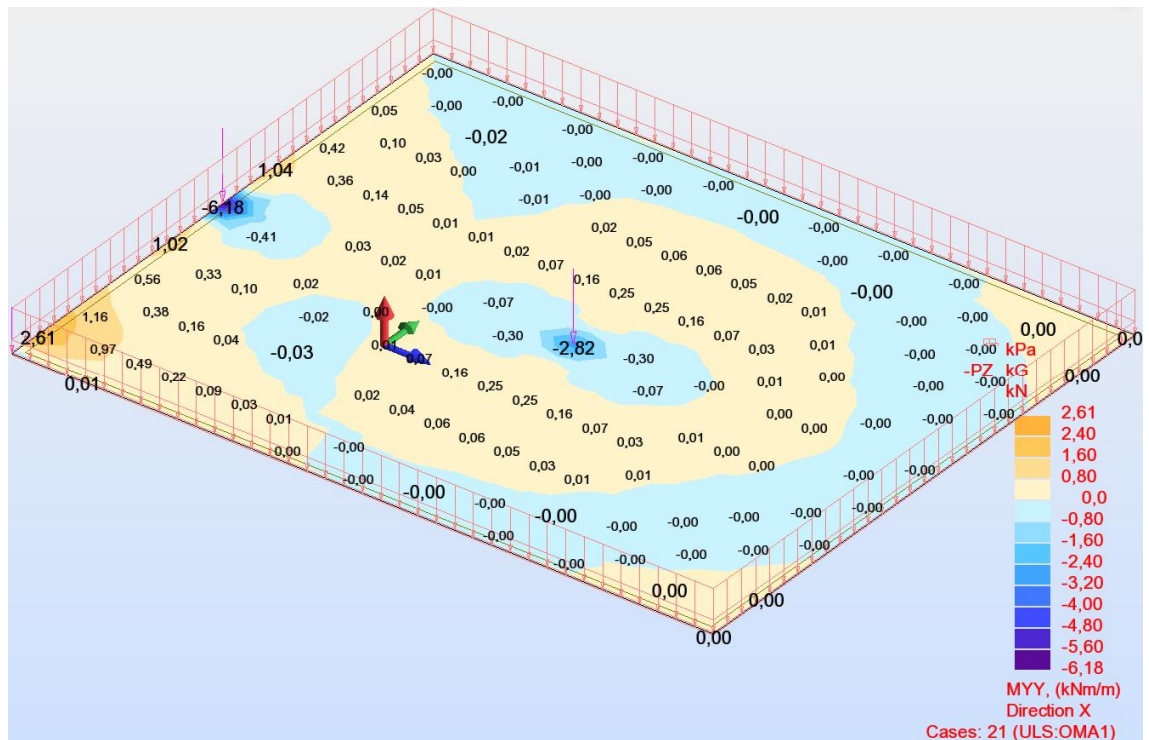 -0,00
-0,00 -0,00
0,05 -0,02 -0,00
0,42 0,10
0,03 -0,01 -0,00 -0,00
1,04 0,36 0,00 -0,00
0,14 -0,01 -0,00 -0,00
-6,18 0,05 -0,00
-0,41 0,01 0,01 0,02 -0,00
1,02 0,03 0,02 0,05 -0,00
0,56 0,33 0,02 0,01 0,07 0,06 0,06
0,10 0,02 0,16 0,05 -0,00 -0,00
1,16 0,38 0,00 -0,00 -0,07 0,25 0,25 0,02
0,16 -0,02 0,16 0,01 -0,00 -0,00
2,61 0,04 -0,30 0,07 0,00 0,0
0,97 -0,03 0,01 0,07 -2,82 -0,30 0,03 0,01 -0,00 -0,00 kPa
0,49 0,16 -PZ kG
0,01 0,22 0,25 -0,07 -0,00 0,01 0,00 -0,00 0,00
kN
0,09 0,02 0,25
0,03 0,04 0,16 0,00 -0,00 2,61
0,01 0,06 0,07 0,00 -0,00 2,40
0,06 0,03 0,01
0,00 -0,00 0,05 0,00 1,60
0,03 0,00 0,80
-0,00 0,01 0,01 -0,00 -0,00
-0,00 0,0
-0,00 -0,00 -0,00 -0,80
-0,00 -0,00 -0,00 -0,00 -0,00
-0,00 -1,60
-0,00 -0,00 -0,00 -0,00 -2,40
0,00 0,00 -3,20
0,00 -4,00
-4,80
-5,60
-6,18
MYY, (kNm/m)
Direction X
Cases: 21 (ULS:OMA1)